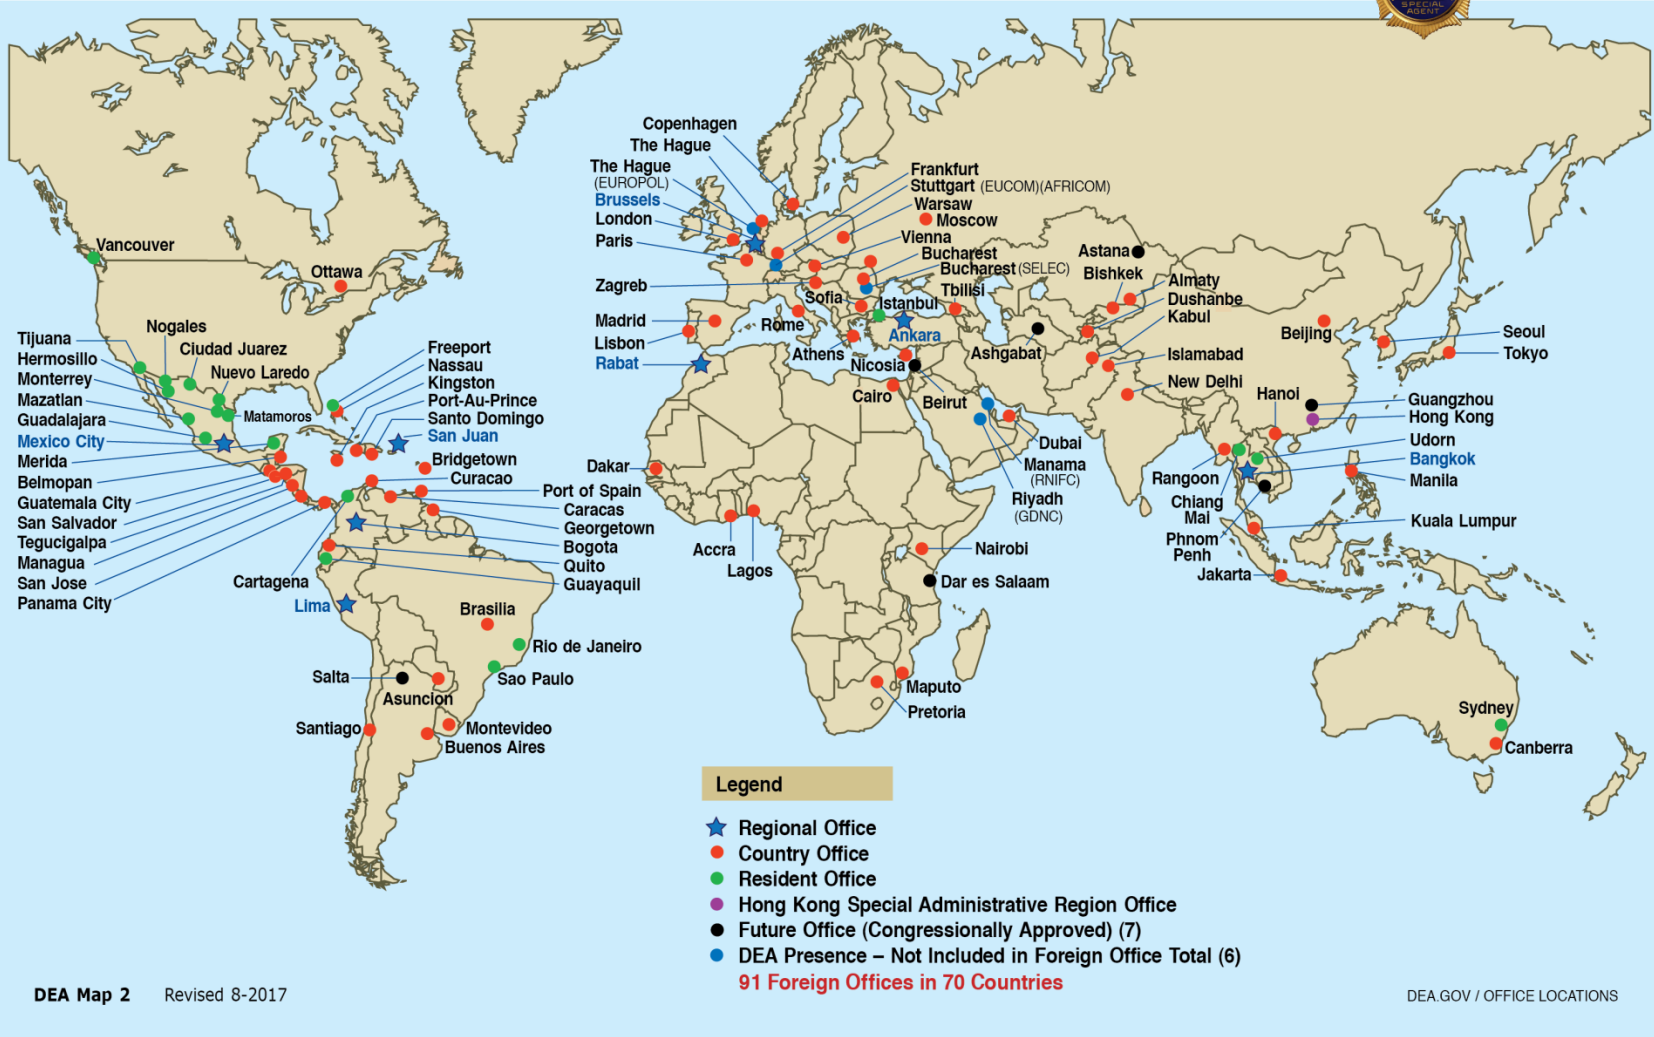 SPECIAL
AGENT
Copenhagen
The Hague
The Hague
(EUROPOL)
Brussels
London
Paris
Zagreb
Madrid
Lisbon
Rabat
Frankfurt
Stuttgart (EUCOM)(AFRICOM)
Warsaw
Moscow
Vienna
Bucharest
Bucharest (SELEC)
Tbilisi
Sofia
Istanbul
Rome
Ankara
Athens
Nicosia
Cairo
Beirut
Astana
Bishkek
Almaty
Dushanbe
Kabul
Ashgabat
Islamabad
New Delhi
Beijing
Seoul
Tokyo
Hanoi
Guangzhou
Hong Kong
Udorn
Bangkok
Manila
Rangoon
Chiang
Mai
Phnom
Penh
Kuala Lumpur
Jakarta
Dubai
Manama
(RNIFC)
Riyadh
(GDNC)
Vancouver
Ottawa
Tijuana
Hermosillo
Monterrey
Mazatlan
Guadalajara
Mexico City
Merida
Belmopan
Guatemala City
San Salvador
Tegucigalpa
Managua
San Jose
Panama City
Nogales
Ciudad Juarez
Nuevo Laredo
Matamoros
Freeport
Nassau
Kingston
Port-Au-Prince
Santo Domingo
San Juan
Bridgetown
Curacao
Port of Spain
Caracas
Georgetown
Bogota
Quito
Guayaquil
Cartagena
Lima
Brasilia
Rio de Janeiro
Sao Paulo
Salta
Asuncion
Santiago
Montevideo
Buenos Aires
Dakar
Accra
Lagos
Nairobi
Dar es Salaam
Maputo
Pretoria
Sydney
Canberra
Legend
Regional Office
Country Office
Resident Office
Hong Kong Special Administrative Region Office
Future Office (Congressionally Approved) (7)
DEA Presence – Not Included in Foreign Office Total (6)
91 Foreign Offices in 70 Countries
DEA Map 2 Revised 8-2017
DEA.GOV / OFFICE LOCATIONS